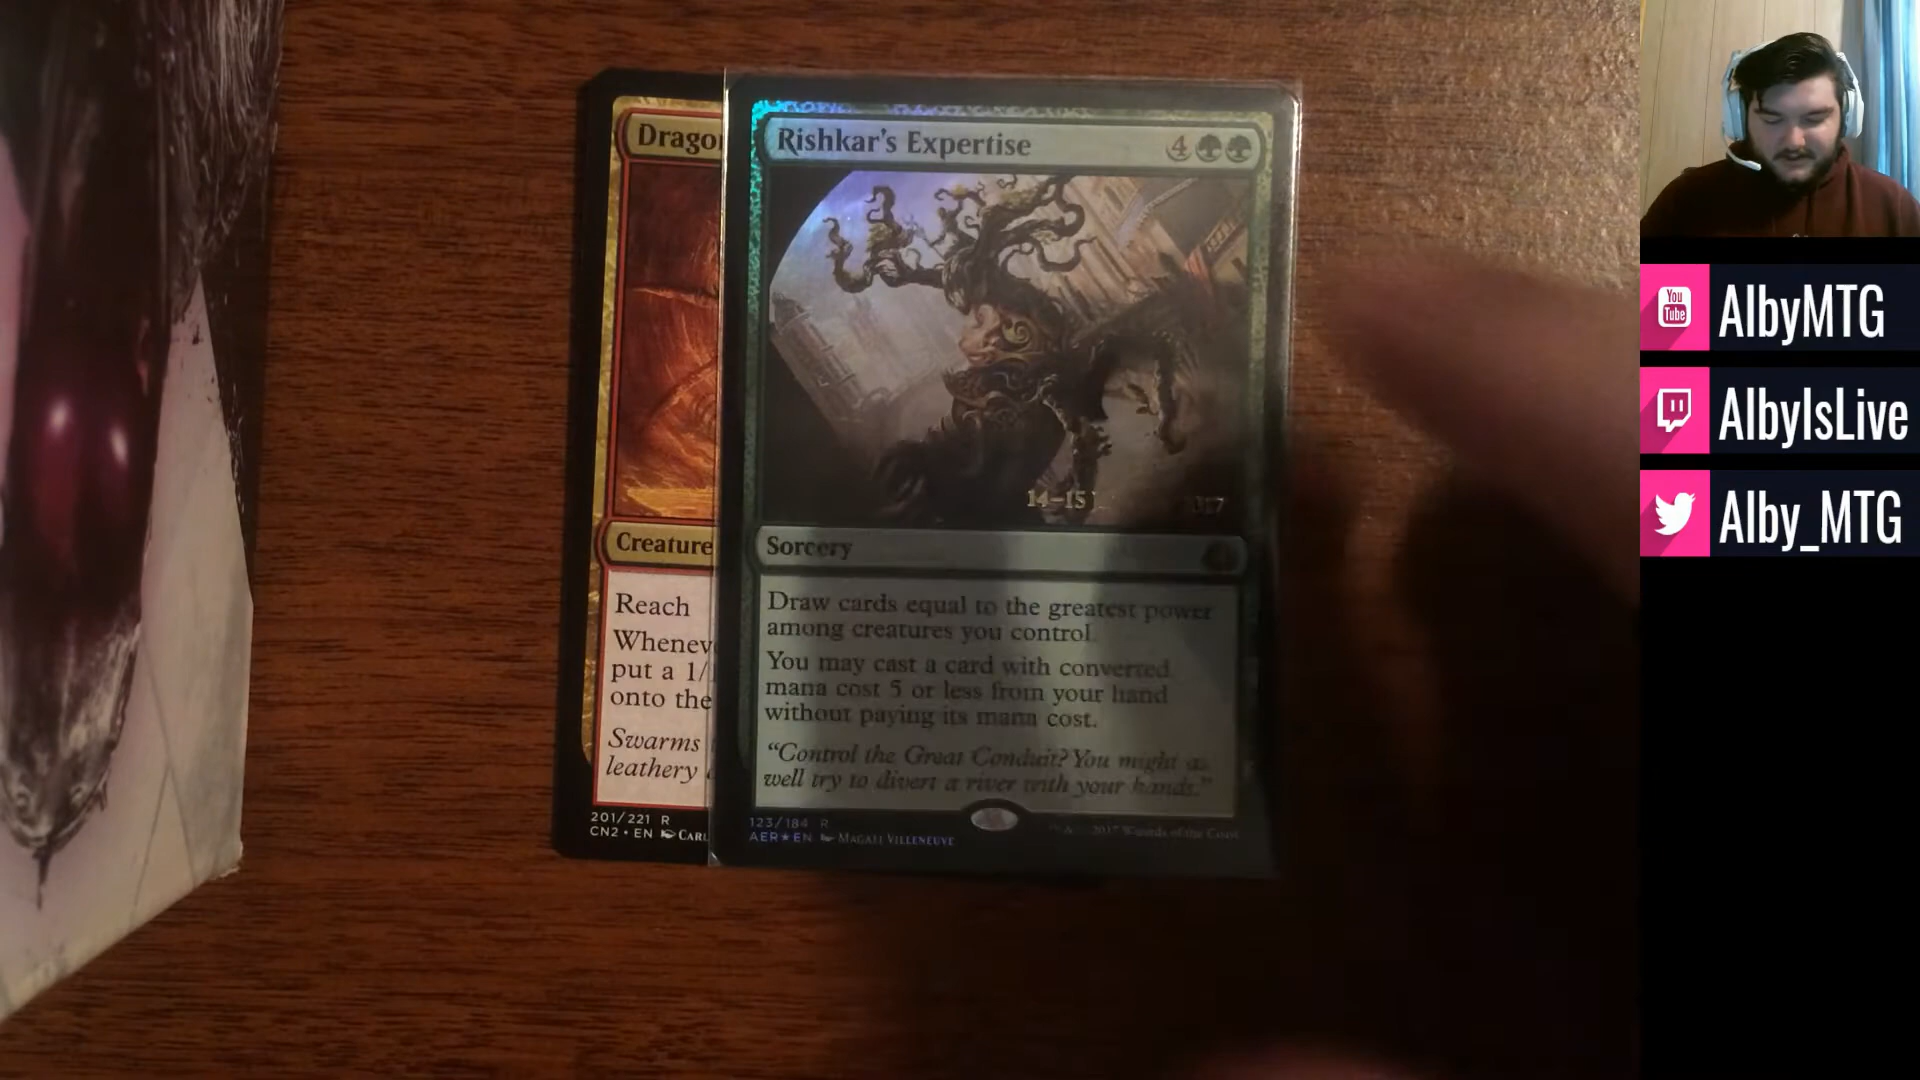 Drago
Creature
Reach
Whenev
put a 1/
onto the
Swarms
leathery
201/221 R
CN2 • EN CARL
Rishkar's Expertise 4
14-15
Sorcery
Draw cards equal to the greatest power
among creatures you control.
You may cast a card with converted
mana cost 5 or less from your hand
without paying its mana cost.
"Control the Great Conduit? You might as
well try to divert a river with your hands."
123/184 R
AER ★ EN MAGALI VILLENEUVE
2017 Wizards of the Coast
You
Tube
AlbyMTG
AlbyIsLive
Alby_MTG